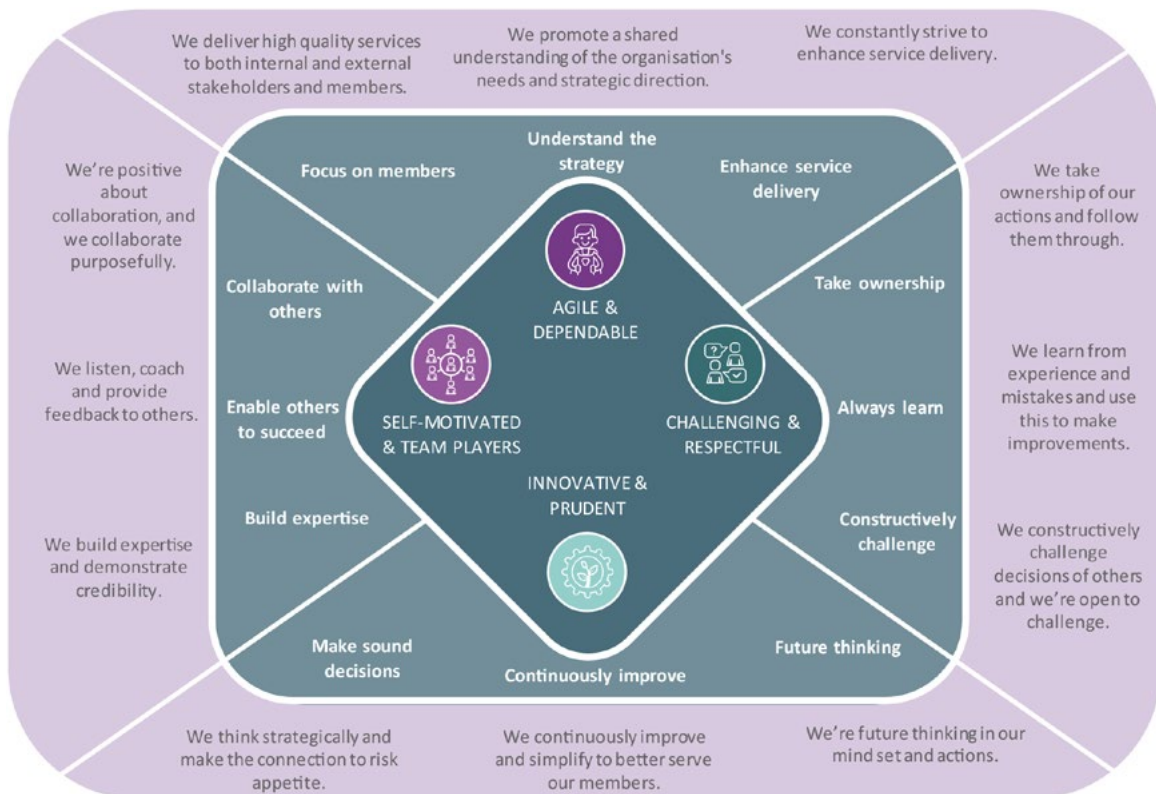 We deliver high quality services
to both internal and external
stakeholders and members.
We promote a shared
understanding of the organisation's
needs and strategic direction.
We constantly strive to
enhance service delivery.
Focus on members
Understand the
strategy
Enhance service
delivery
We're positive
about
collaboration, and
we collaborate
purposefully.
We listen, coach
and provide
feedback to others.
We build expertise
and demonstrate
credibility.
Collaborate with
others
Enable others
to succeed
Build expertise
AGILE &
DEPENDABLE
SELF-MOTIVATED
& TEAM PLAYERS
CHALLENGING &
RESPECTFUL
INNOVATIVE &
PRUDENT
Take ownership
Always learn
Constructively
challenge
We take
ownership of our
actions and follow
them through.
We learn from
experience and
mistakes and use
this to make
improvements.
We constructively
challenge
decisions of others
and we're open to
challenge.
Make sound
decisions
Continuously improve
Future thinking
We think strategically and
make the connection to risk
appetite.
We continuously improve
and simplify to better serve
our members.
We're future thinking in our
mind set and actions.